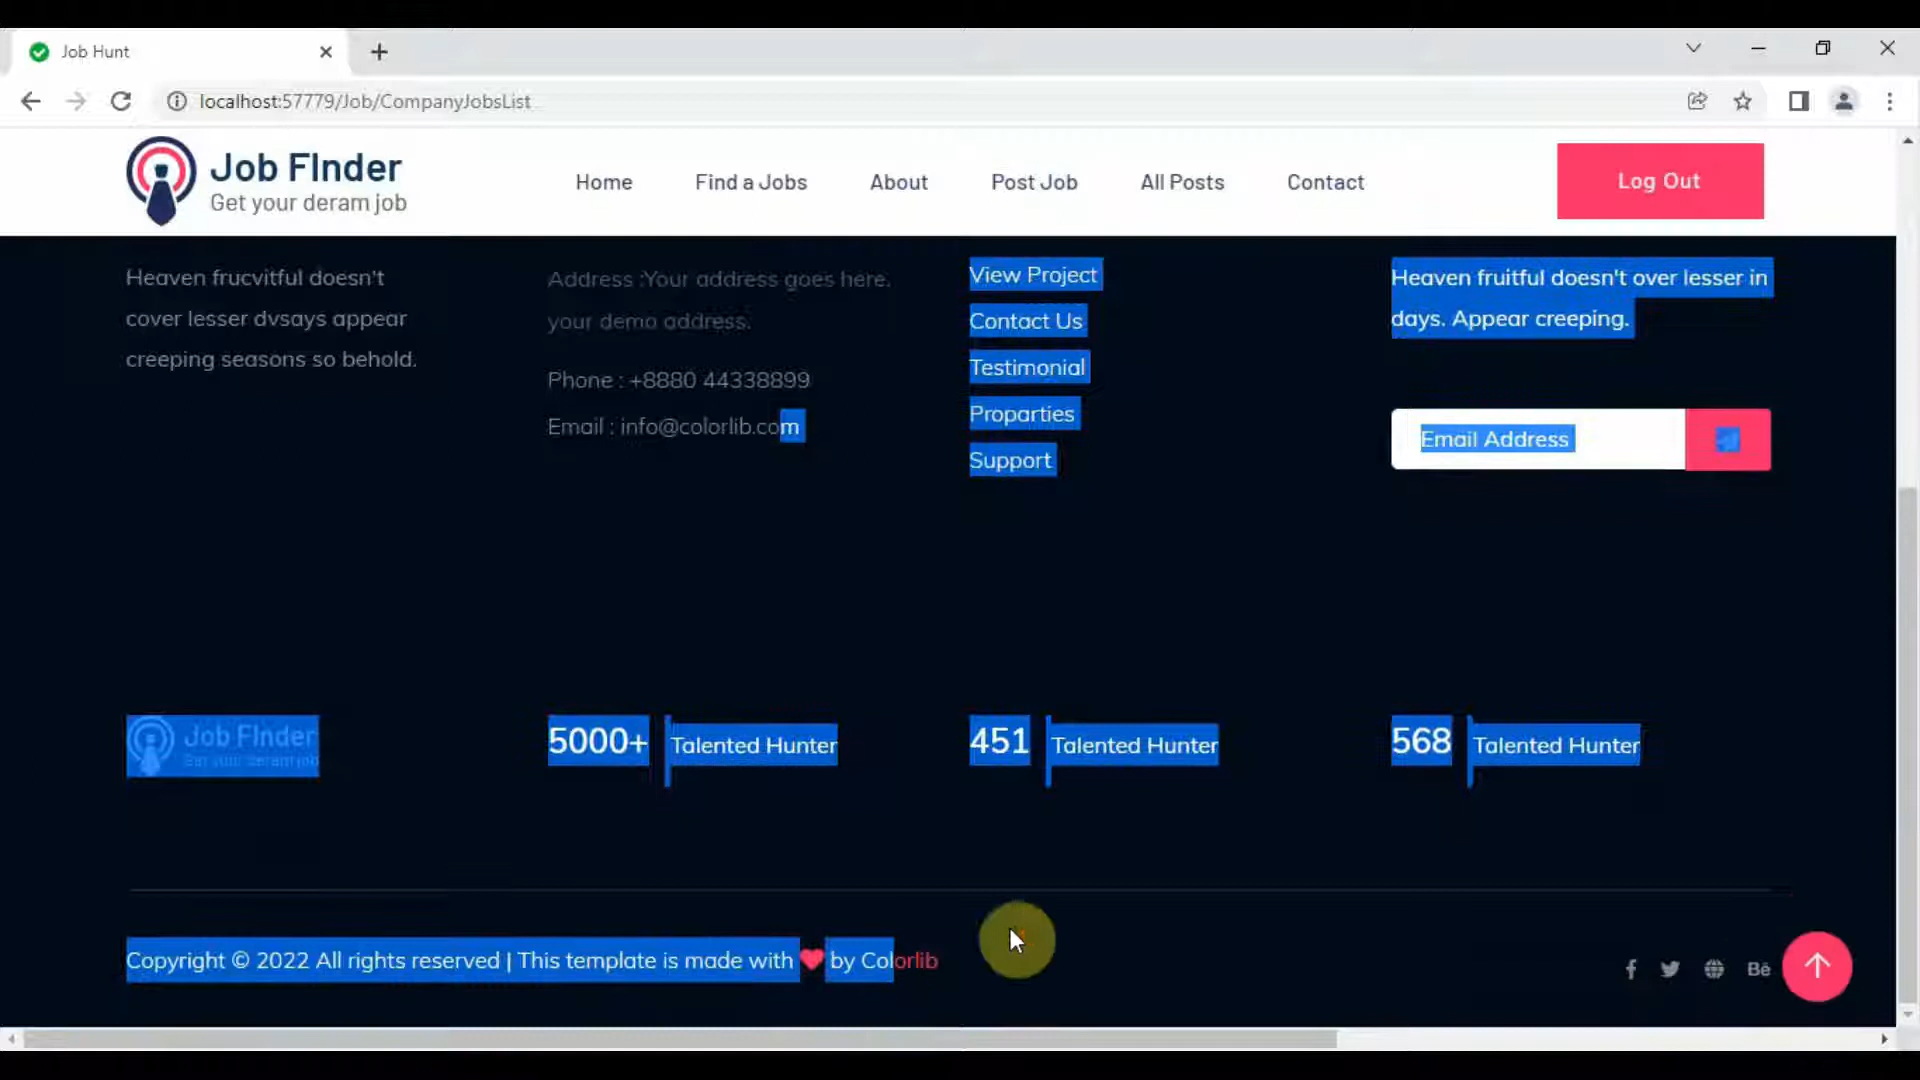 Job Hunt
localhost:57779/Job/CompanyJobsList
Job FInder
Get your deram job
Home
Find a Jobs
About
Post Job
All Posts
Contact
Log Out
Heaven frucvitful doesn't
cover lesser dvsays appear
creeping seasons so behold.
Address :Your address goes here.
your demo address.
Phone : +8880 44338899
Email : info@colorlib.com
View Project
Contact Us
Testimonial
Proparties
Support
Heaven fruitful doesn't over lesser in
days. Appear creeping.
Email Address
Job FInder
Get your deram job
5000+
Talented Hunter
451
Talented Hunter
568
Talented Hunter
Copyright © 2022 All rights reserved | This template is made with ♥ by Colorlib
Bē